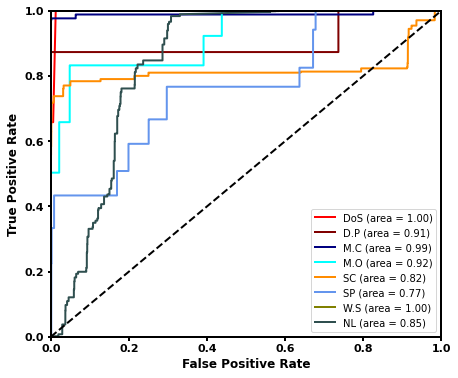 1.0
0.8
0.6
0.4
0.2
0.0
True Positive Rate
DoS (area = 1.00)
D.P (area = 0.91)
M.C (area = 0.99)
M.O (area = 0.92)
SC (area = 0.82)
SP (area = 0.77)
W.S (area = 1.00)
NL (area = 0.85)
0.0 0.2 0.4 0.6 0.8 1.0
False Positive Rate